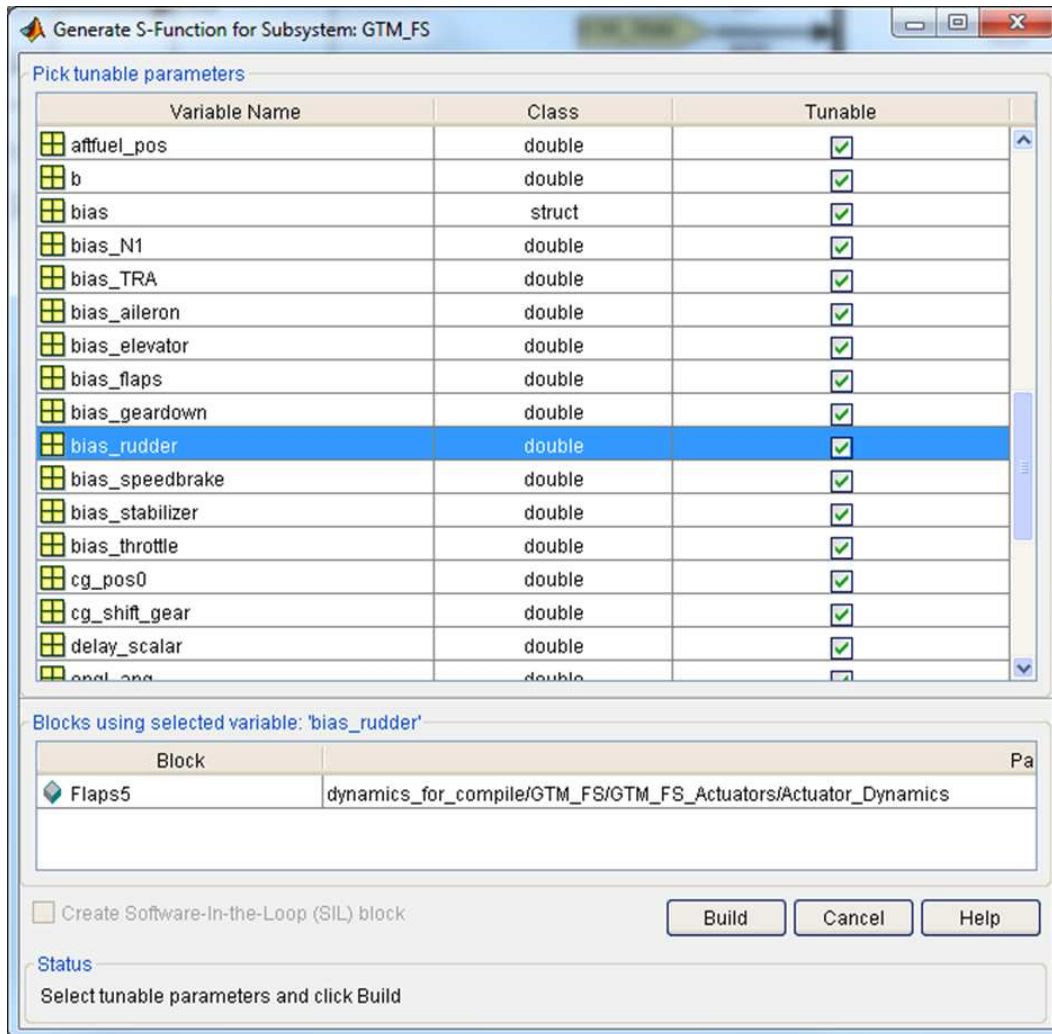 Generate S-Function for Subsystem: GTM_FS
Pick tunable parameters
Variable Name Class Tunable
aftfuel_pos double
b double
bias struct
bias_N1 double
bias_TRA double
bias_aileron double
bias_elevator double
bias_flaps double
bias_geardown double
bias_rudder double
bias_speedbrake double
bias_stabilizer double
bias_throttle double
cg_pos0 double
cg_shift_gear double
delay_scalar double
double
Blocks using selected variable: 'bias_rudder'
Block Pa
Flaps5 dynamics_for_compile/GTM_FS/GTM_FS_Actuators/Actuator_Dynamics
Create Software-In-the-Loop (SIL) block Build Cancel Help
Status
Select tunable parameters and click Build